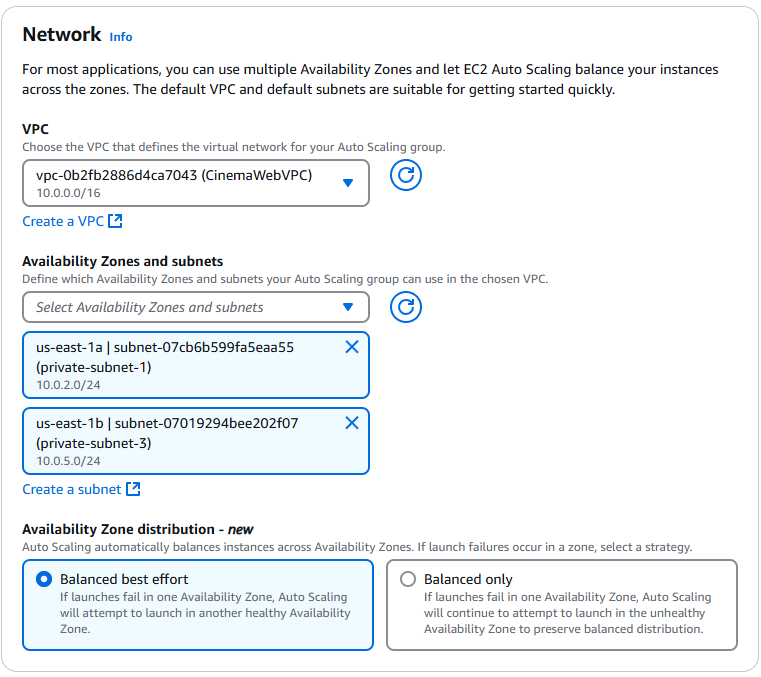 Network Info
For most applications, you can use multiple Availability Zones and let EC2 Auto Scaling balance your instances
across the zones. The default VPC and default subnets are suitable for getting started quickly.
VPC
Choose the VPC that defines the virtual network for your Auto Scaling group.
vpc-0b2fb2886d4ca7043 (CinemaWebVPC)
10.0.0.0/16
Create a VPC
Availability Zones and subnets
Define which Availability Zones and subnets your Auto Scaling group can use in the chosen VPC.
Select Availability Zones and subnets
us-east-1a | subnet-07cb6b599fa5eaa55
(private-subnet-1)
10.0.2.0/24
us-east-1b | subnet-07019294bee202f07
(private-subnet-3)
10.0.5.0/24
Create a subnet
Availability Zone distribution - new
Auto Scaling automatically balances instances across Availability Zones. If launch failures occur in a zone, select a strategy.
Balanced best effort
If launches fail in one Availability Zone, Auto Scaling
will attempt to launch in another healthy Availability
Zone.
Balanced only
If launches fail in one Availability Zone, Auto Scaling
will continue to attempt to launch in the unhealthy
Availability Zone to preserve balanced distribution.